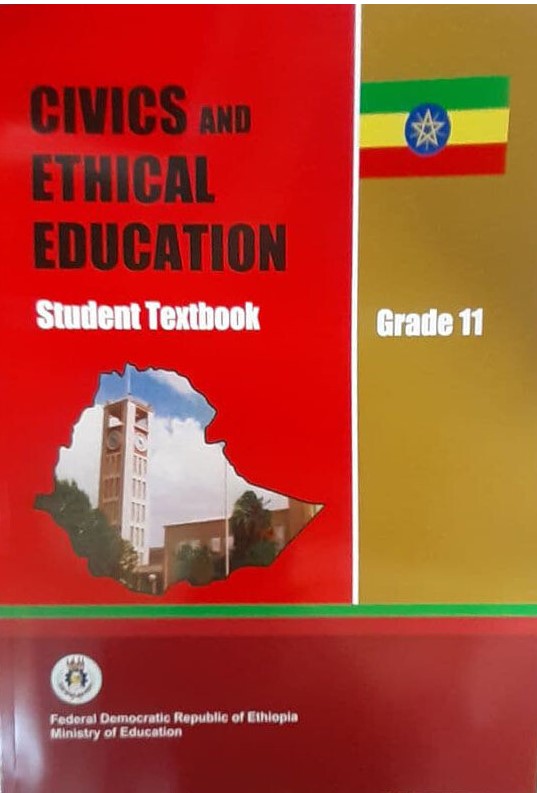 CIVICS AND
ETHICAL
EDUCATION
Student Textbook
Grade 11
Federal Democratic Republic of Ethiopia
Ministry of Education